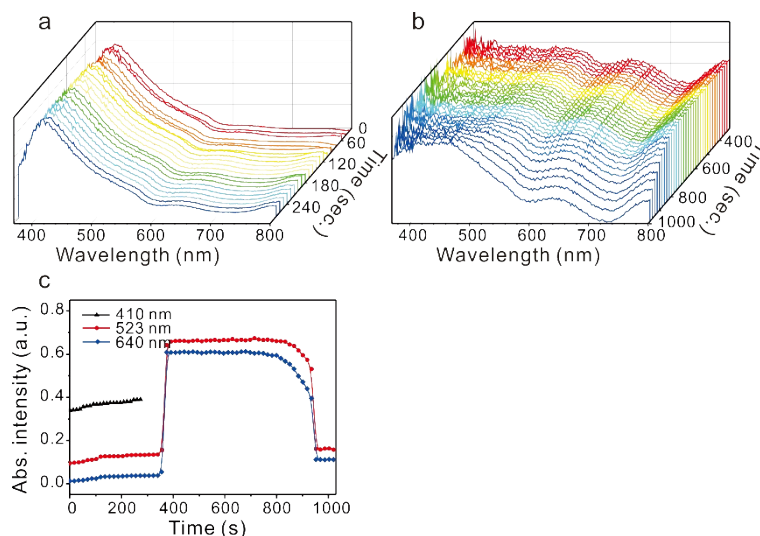 a
0
60
120
180
240
Time (sec.)
400 500 600 700 800
Wavelength (nm)
b
400
600
800
1000
Time (sec.)
400 500 600 700 800
Wavelength (nm)
c
0.8
0.6
0.4
0.2
0.0
Abs. intensity (a.u.)
410 nm
523 nm
640 nm
0 200 400 600 800 1000
Time (s)